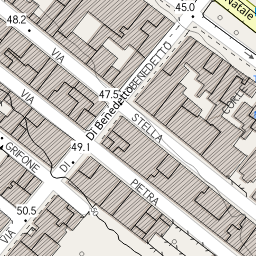 48.2
45.0
Natale
VIA
47.5
BENEDETTO
Di Benedetto
CORTE
VIA
STELLA
GRIFONE
49.1
DI
PIETRA
50.5
VIA